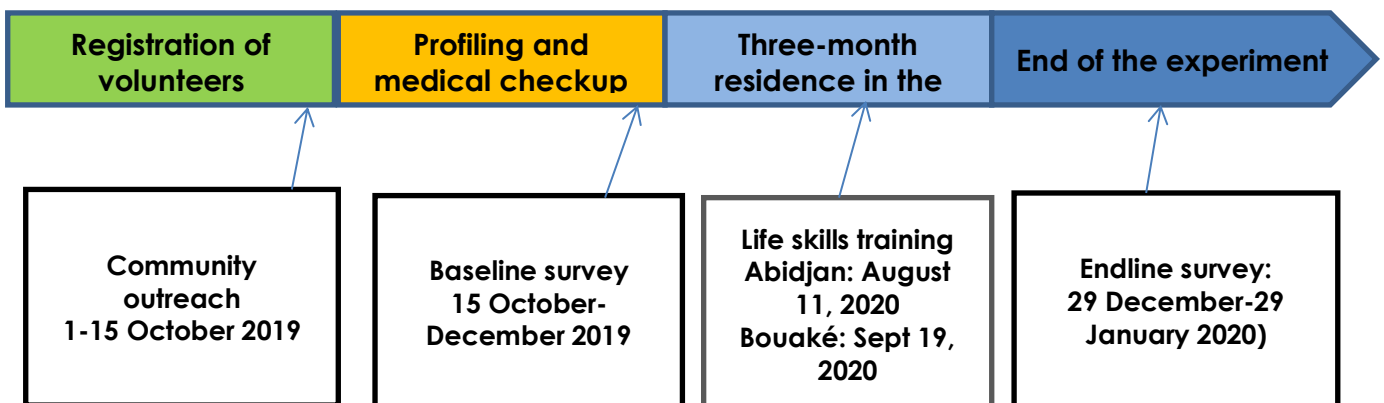 Registration of
volunteers
Profiling and
medical checkup
Three-month
residence in the
End of the experiment
Community
outreach
1-15 October 2019
Baseline survey
15 October-
December 2019
Life skills training
Abidjan: August
11, 2020
Bouaké: Sept 19,
2020
Endline survey:
29 December-29
January 2020)